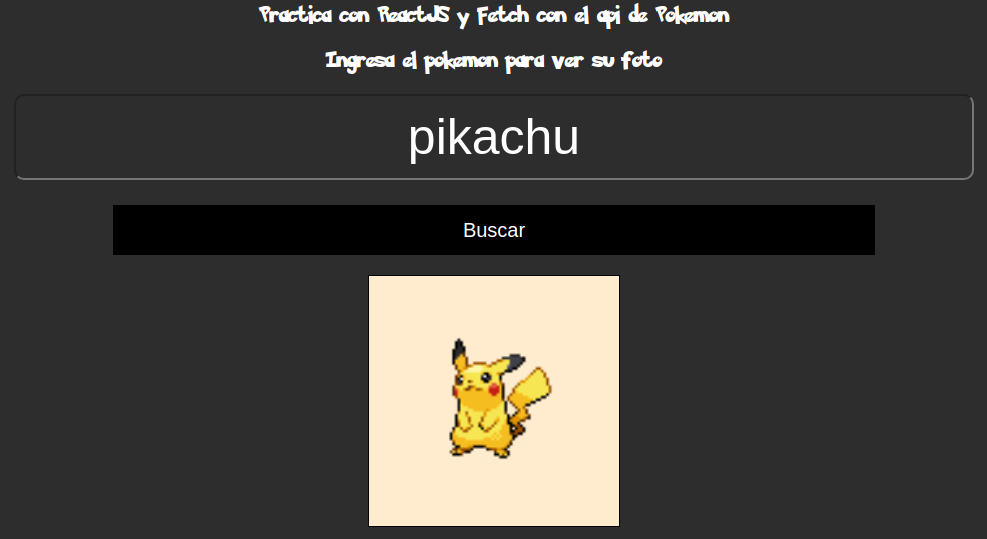 Practica con ReactJS y Fetch con el api de Pokemon
Ingresa el pokemon para ver su foto
pikachu
Buscar